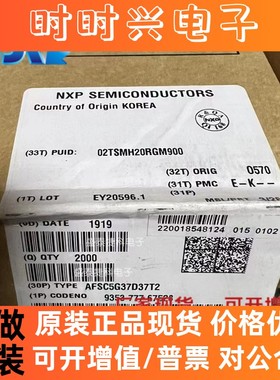 时与时电子
NXP SEMICONDUCTORS
Country of Origin KOREA
(33T) PUID: 02TSMH20RGM900
(32T) ORIG 0570
(31T) PMC E-K--
(31P)
(1T) LOT EY20596.1
(9D) DATE 1919
220018548124 015 0102
(Q) QTY 2000
(30P) TYPE AFSC5G37D37T2
(1P) CODENO
原装正品现货 价格优
可开增值/普票 对公